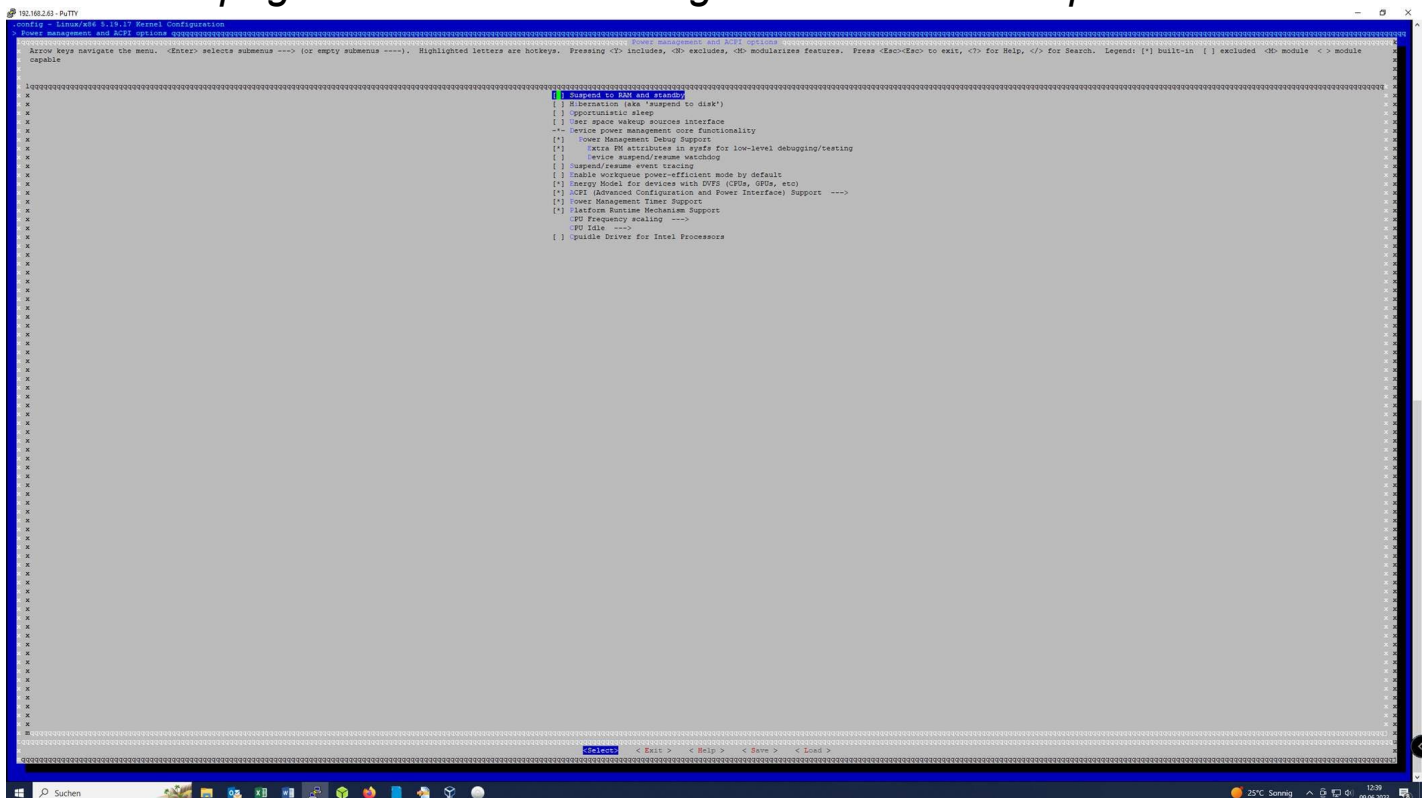 192.168.2.63 - PuTTY
.config - Linux/x86 5.19.17 Kernel Configuration
> Power management and ACPI options
Power management and ACPI options
Arrow keys navigate the menu. <Enter> selects submenus ---> (or empty submenus ----). Highlighted letters are hotkeys. Pressing <Y> includes, <N> excludes, <M> modularizes features. Press <Esc><Esc> to exit, <?> for Help, </> for Search. Legend: [*] built-in [ ] excluded <M> module < > module
capable
[ ] Suspend to RAM and standby
[ ] Hibernation (aka 'suspend to disk')
[ ] Opportunistic sleep
[ ] User space wakeup sources interface
-*- Device power management core functionality
[*] Power Management Debug Support
[*] Extra PM attributes in sysfs for low-level debugging/testing
[ ] Device suspend/resume watchdog
[ ] Suspend/resume event tracing
[ ] Enable workqueue power-efficient mode by default
[*] Energy Model for devices with DVFS (CPUs, GPUs, etc)
[*] ACPI (Advanced Configuration and Power Interface) Support --->
[*] Power Management Timer Support
[*] Platform Runtime Mechanism Support
CPU Frequency scaling --->
CPU Idle --->
[ ] Cpuidle Driver for Intel Processors
<Select> < Exit > < Help > < Save > < Load >
Suchen
25°C Sonnig
12:39